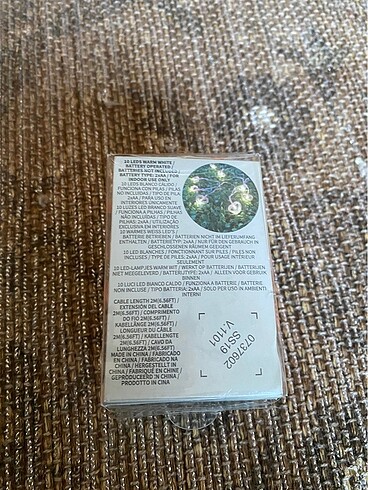 10 LEDS WARM WHITE /
BATTERY OPERATED /
BATTERIES NOT INCLUDED /
BATTERY TYPE: 2xAA / FOR
INDOOR USE ONLY
10 LEDS BLANCO CALIDO /
FUNCIONA CON PILAS / PILAS
NO INCLUIDAS / TIPO DE PILA:
2xAA / PARA USO EN
INTERIORES ÚNICAMENTE
10 LUZES LED BRANCO SUAVE
/ FUNCIONA A PILHAS / PILHAS
NÃO INCLUÍDAS / TIPO DE
PILHAS: 2xAA / UTILIZAÇÃO
EXCLUSIVA EM INTERIORES
10 WARMES WEISS LED'S /
BATTERIE BETRIEBEN / BATTERIEN NICHT IM LIEFERUMFANG
ENTHALTEN / BATTERIETYP: 2xAA / NUR FÜR DEN GEBRAUCH IN
GESCHLOSSENEN RÄUMEN GEEIGNET
10 LED BLANCHES / FONCTIONNANT SUR PILES / PILES NON
INCLUSES / TYPE DE PILES: 2xAA / POUR USAGE INTÉRIEUR
SEULEMENT
10 LED-LAMPJES WARM WIT / WERKT OP BATTERIJEN / BATTERIJEN
NIET MEEGELEVERD / BATTERIJTYPE: 2xAA / ALLEEN VOOR GEBRUIK
BINNEN
10 LUCI LED BIANCO CALDO / FUNZIONA A BATTERIE / BATTERIE
NON INCLUSE / TIPO BATTERIA: 2xAA / SOLO PER USO IN AMBIENTI
INTERNI
CABLE LENGTH 2M(6.56FT) /
EXTENSIÓN DEL CABLE
2M(6.56FT) / COMPRIMENTO
DO FIO 2M(6.56FT) /
KABELLÄNGE 2M(6.56FT) /
LONGUEUR DU CÂBLE
2M(6.56FT) / KABELLENGTE
2M(6.56FT) / CAVO DA
LUNGHEZZA 2M(6.56FT)
MADE IN CHINA / FABRICADO
EN CHINA / FABRICADO NA
CHINA / HERGESTELLT IN
CHINA / FABRIQUÉ EN CHINE /
GEPRODUCEERD IN CHINA /
PRODOTTO IN CINA
0737602
SS19
V.1101